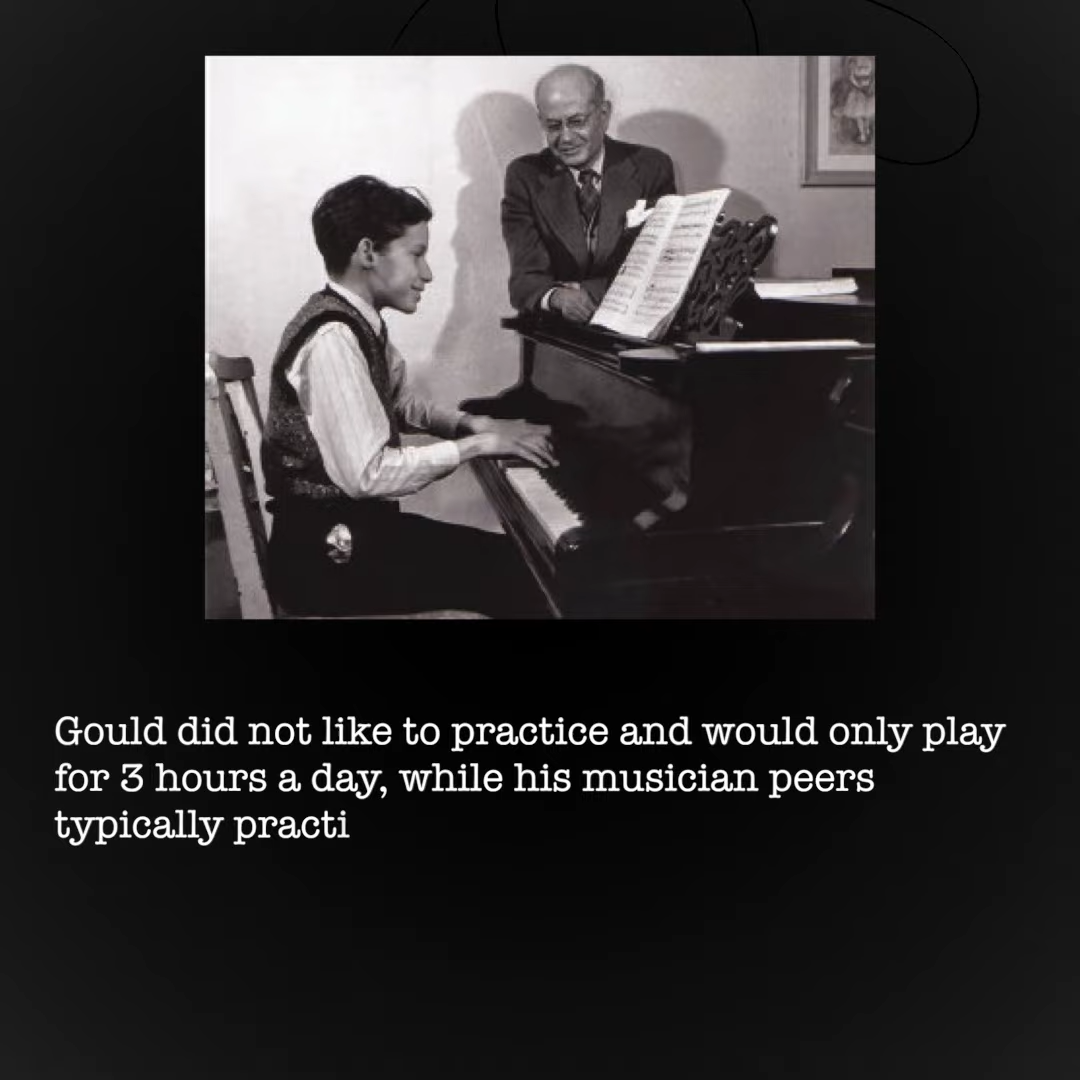 Gould did not like to practice and would only play
for 3 hours a day, while his musician peers
typically practi